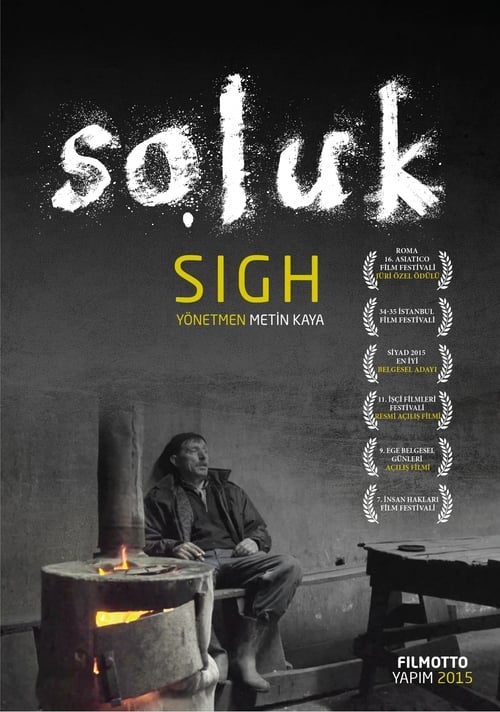 soluk
SIGH
YÖNETMEN METİN KAYA
ROMA
16. ASIATICO
FİLM FESTİVALİ
JÜRİ ÖZEL ÖDÜLÜ
34-35 İSTANBUL
FILM FESTİVALİ
SİYAD 2015
EN İYİ
BELGESEL ADAYI
11. İŞÇİ FİLMLERİ
FESTİVALİ
RESMİ AÇILIŞ FİLMİ
9. EGE BELGESEL
GÜNLERİ
AÇILIŞ FİLMİ
7. İNSAN HAKLARI
FİLM FESTİVALİ
FILMOTTO
YAPIM 2015